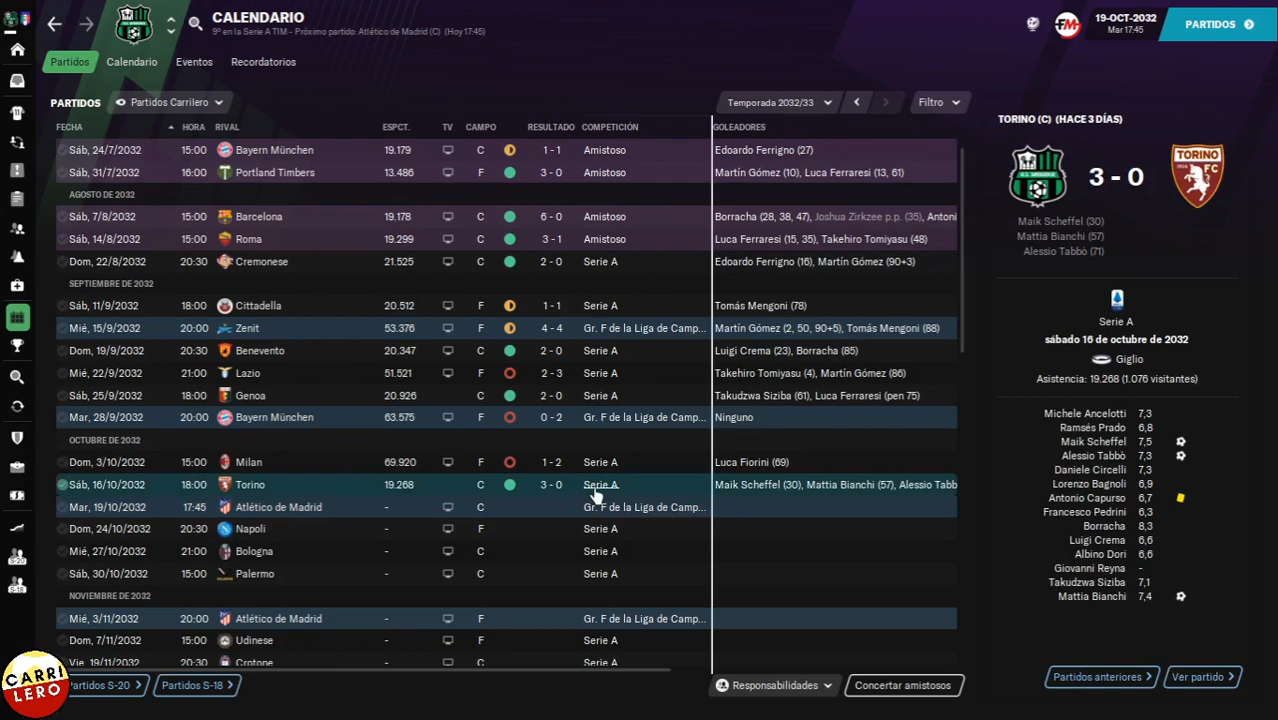 CALENDARIO
9º en la Serie A TIM - Próximo partido: Atlético de Madrid (C) (Hoy 17:45)
FM
19-OCT-2032
Mar 17:45
PARTIDOS
Partidos Calendario Eventos Recordatorios
PARTIDOS Partidos Carrilero Temporada 2032/33 Filtro
FECHA HORA RIVAL ESPCT. TV CAMPO RESULTADO COMPETICIÓN GOLEADORES
Sáb, 24/7/2032 15:00 Bayern München 19.179 C 1 - 1 Amistoso Edoardo Ferrigno (27)
Sáb, 31/7/2032 16:00 Portland Timbers 13.486 F 3 - 0 Amistoso Martín Gómez (10), Luca Ferraresi (13, 61)
AGOSTO DE 2032
Sáb, 7/8/2032 15:00 Barcelona 19.178 C 6 - 0 Amistoso Borracha (28, 38, 47), Joshua Zirkzee p.p. (35), Antoni
Sáb, 14/8/2032 15:00 Roma 19.299 C 3 - 1 Amistoso Luca Ferraresi (15, 35), Takehiro Tomiyasu (48)
Dom, 22/8/2032 20:30 Cremonese 21.525 C 2 - 0 Serie A Edoardo Ferrigno (16), Martín Gómez (90+3)
SEPTIEMBRE DE 2032
Sáb, 11/9/2032 18:00 Cittadella 20.512 F 1 - 1 Serie A Tomás Mengoni (78)
Mié, 15/9/2032 20:00 Zenit 53.376 F 4 - 4 Gr. F de la Liga de Camp... Martín Gómez (2, 50, 90+5), Tomás Mengoni (88)
Dom, 19/9/2032 20:30 Benevento 20.347 C 2 - 0 Serie A Luigi Crema (23), Borracha (85)
Mié, 22/9/2032 21:00 Lazio 51.521 F 2 - 3 Serie A Takehiro Tomiyasu (4), Martín Gómez (86)
Sáb, 25/9/2032 18:00 Genoa 20.926 C 2 - 0 Serie A Takudzwa Siziba (61), Luca Ferraresi (pen 75)
Mar, 28/9/2032 20:00 Bayern München 63.575 F 0 - 2 Gr. F de la Liga de Camp... Ninguno
OCTUBRE DE 2032
Dom, 3/10/2032 15:00 Milan 69.920 F 1 - 2 Serie A Luca Fiorini (69)
Sáb, 16/10/2032 18:00 Torino 19.268 C 3 - 0 Serie A Maik Scheffel (30), Mattia Bianchi (57), Alessio Tabb
Mar, 19/10/2032 17:45 Atlético de Madrid - C Gr. F de la Liga de Camp...
Dom, 24/10/2032 20:30 Napoli - F Serie A
Mié, 27/10/2032 21:00 Bologna - C Serie A
Sáb, 30/10/2032 15:00 Palermo - C Serie A
NOVIEMBRE DE 2032
Mié, 3/11/2032 20:00 Atlético de Madrid - F Gr. F de la Liga de Camp...
Dom, 7/11/2032 15:00 Udinese - F Serie A
Vie, 19/11/2032 20:30 Crotone - C Serie A
Partidos S-20 Partidos S-18 Responsabilidades Concertar amistosos
TORINO (C) (HACE 3 DÍAS)
3 - 0
TORINO FC
Maik Scheffel (30)
Mattia Bianchi (57)
Alessio Tabbò (71)
Serie A
sábado 16 de octubre de 2032
Giglio
Asistencia: 19.268 (1.076 visitantes)
Michele Ancelotti 7,3
Ramsés Prado 6,8
Maik Scheffel 7,5
Alessio Tabbò 7,3
Daniele Circelli 7,3
Lorenzo Bagnoli 6,9
Antonio Capurso 6,7
Francesco Pedrini 6,3
Borracha 8,3
Luigi Crema 6,6
Albino Dori 6,6
Giovanni Reyna -
Takudzwa Siziba 7,1
Mattia Bianchi 7,4
Partidos anteriores Ver partido
S-20
S-18
CARRI
LERO